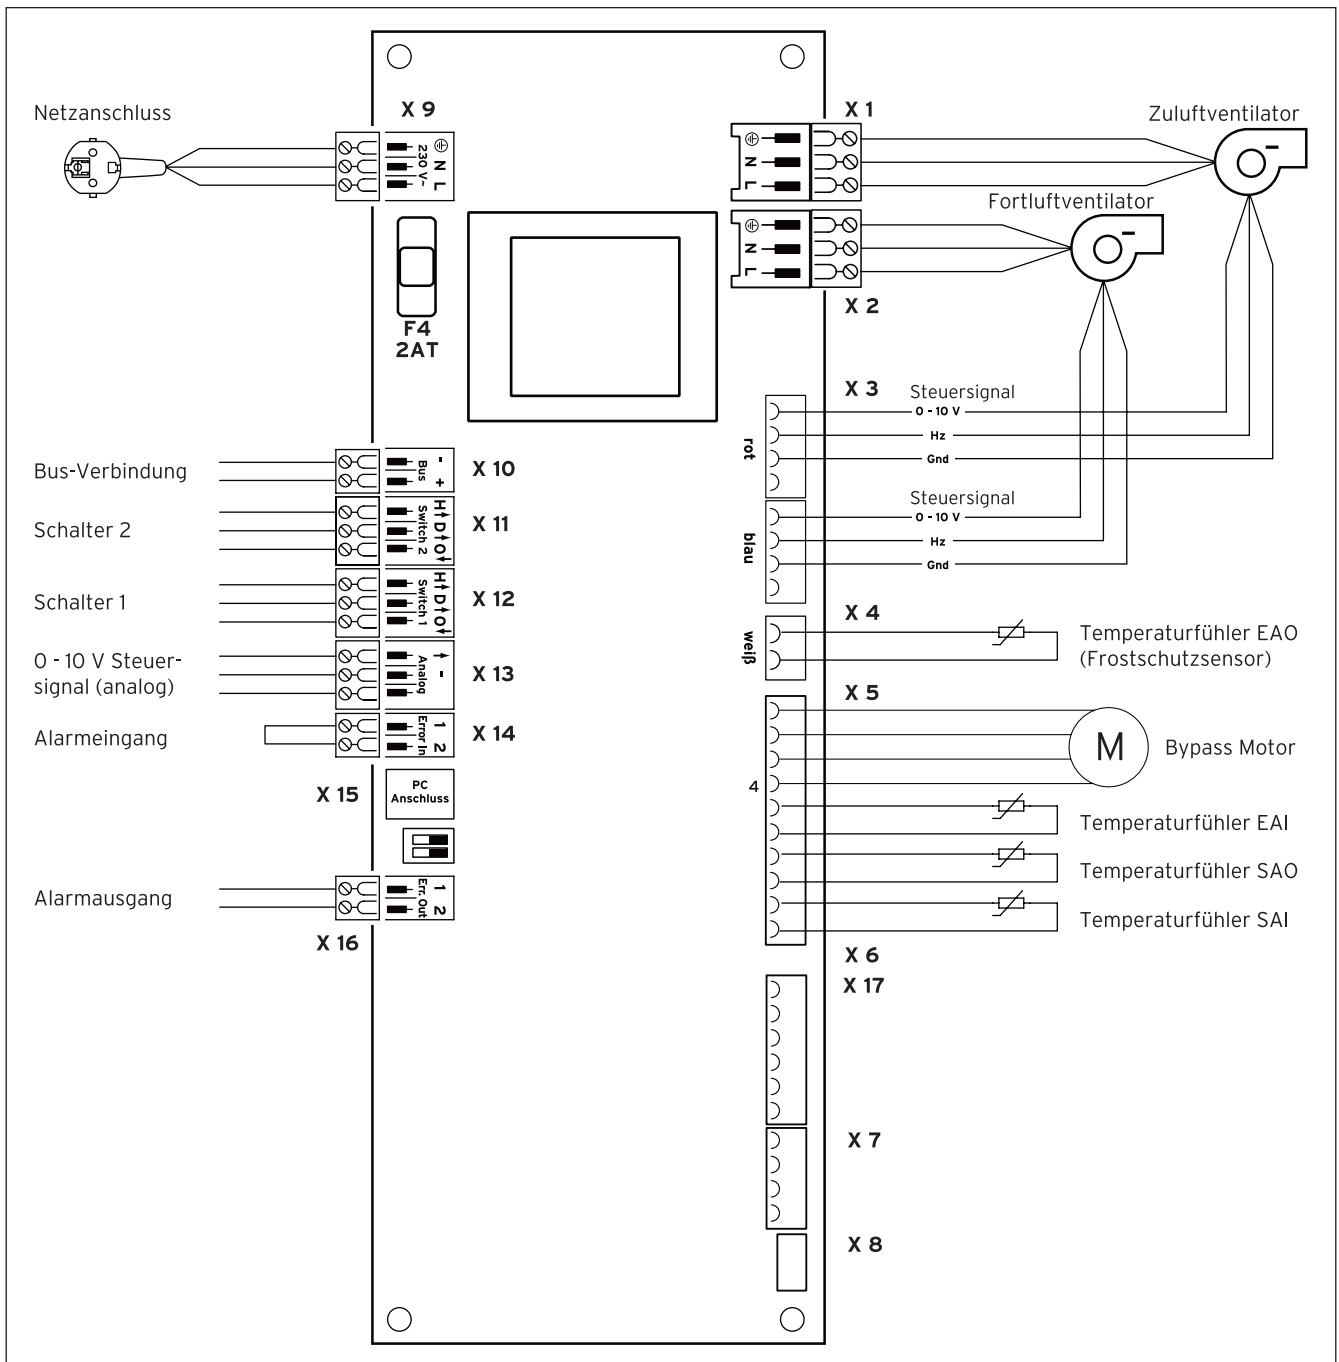 Netzanschluss
X 9
230 V~
N
L
F4
2AT
X 1
N
L
Zuluftventilator
Fortluftventilator
N
L
X 2
X 3
rot
Steuersignal
0 - 10 V
Hz
Gnd
blau
Steuersignal
0 - 10 V
Hz
Gnd
Bus-Verbindung
Bus
-
+
X 10
Schalter 2
Switch 2
H
D
O
X 11
Schalter 1
Switch 1
H
D
O
X 12
0 - 10 V Steuer-
signal (analog)
Analog
-
X 13
Alarmeingang
Error In
1
2
X 14
X 15
PC
Anschluss
Alarmausgang
Err. Out
1
2
X 16
X 4
weiß
Temperaturfühler EAO
(Frostschutzsensor)
X 5
4
M
Bypass Motor
Temperaturfühler EAI
Temperaturfühler SAO
Temperaturfühler SAI
X 6
X 17
X 7
X 8